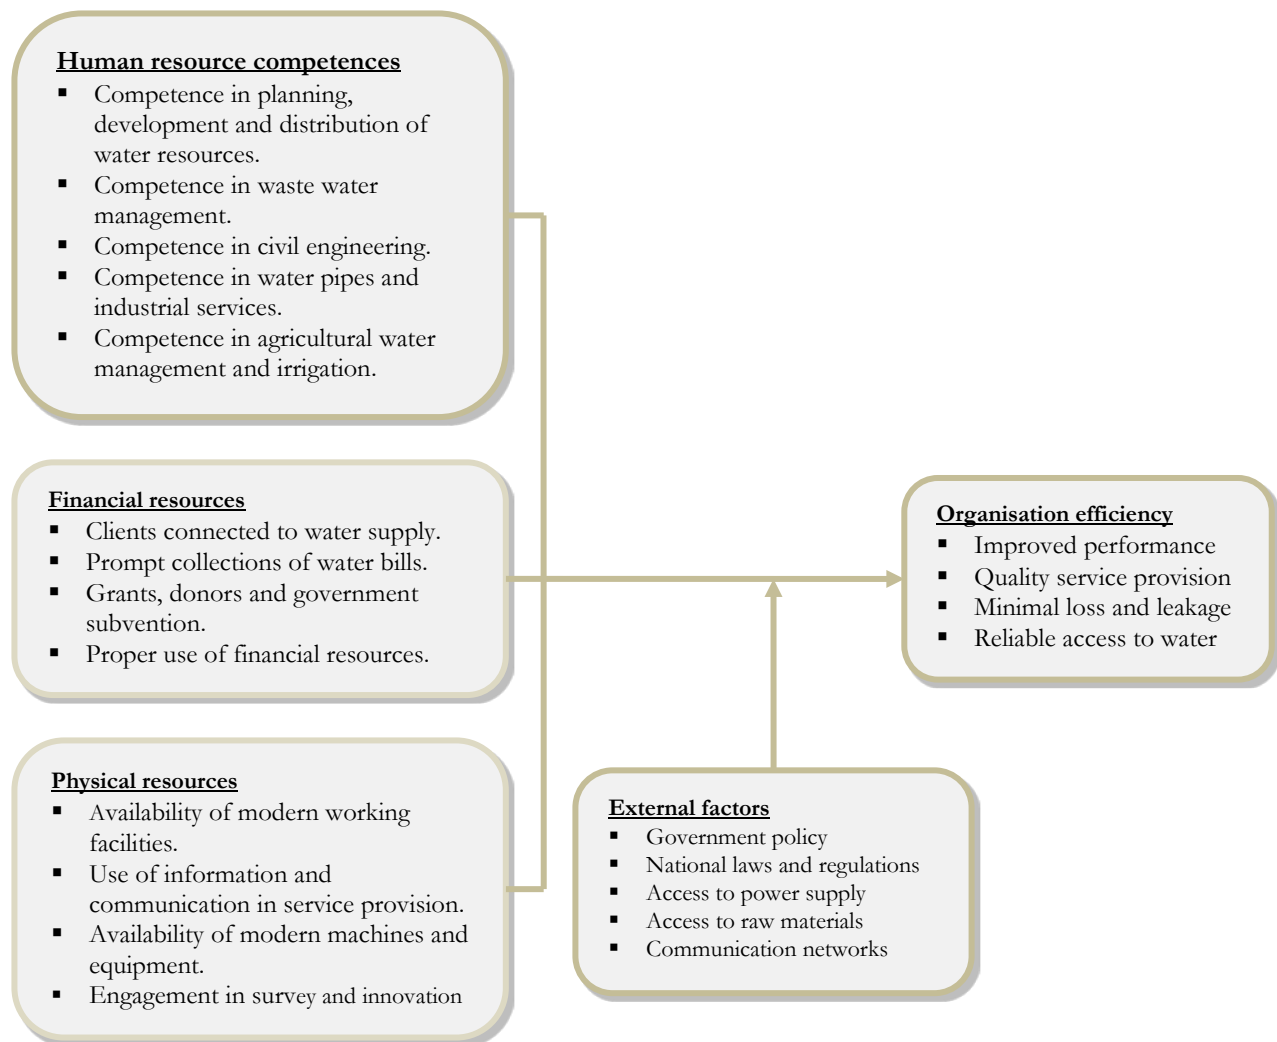 Human resource competences
▪ Competence in planning,
development and distribution of
water resources.
▪ Competence in waste water
management.
▪ Competence in civil engineering.
▪ Competence in water pipes and
industrial services.
▪ Competence in agricultural water
management and irrigation.
Financial resources
▪ Clients connected to water supply.
▪ Prompt collections of water bills.
▪ Grants, donors and government
subvention.
▪ Proper use of financial resources.
Physical resources
▪ Availability of modern working
facilities.
▪ Use of information and
communication in service provision.
▪ Availability of modern machines and
equipment.
▪ Engagement in survey and innovation
External factors
▪ Government policy
▪ National laws and regulations
▪ Access to power supply
▪ Access to raw materials
▪ Communication networks
Organisation efficiency
▪ Improved performance
▪ Quality service provision
▪ Minimal loss and leakage
▪ Reliable access to water